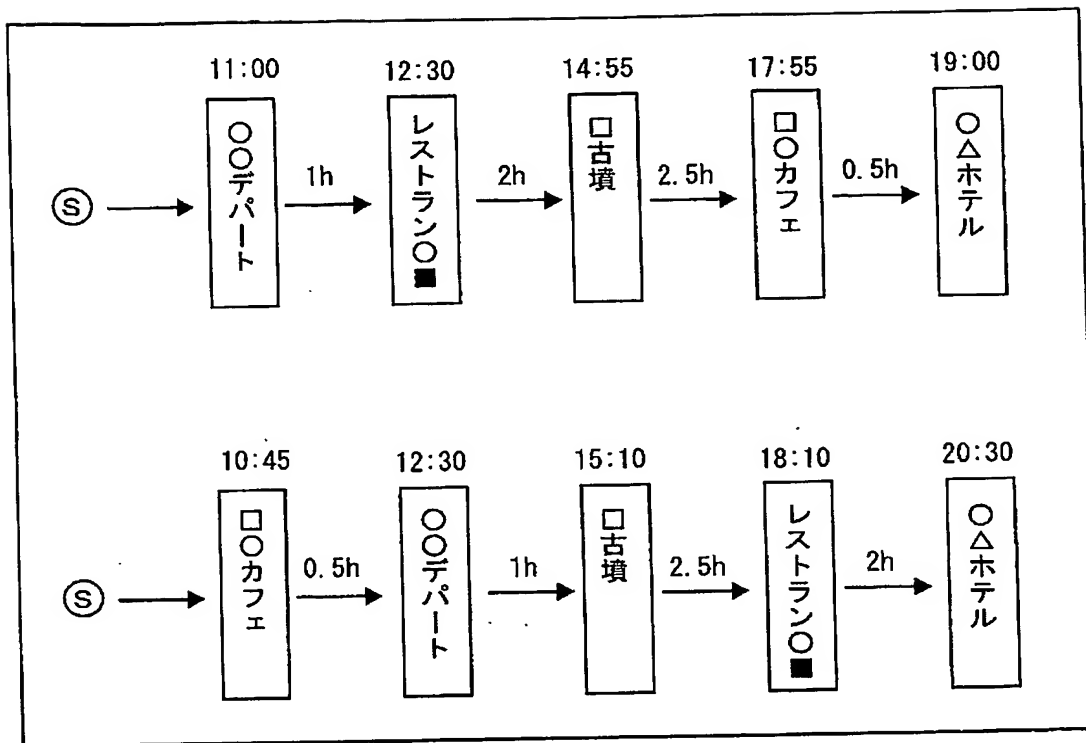 11:00 12:30 14:55 17:55 19:00
Ⓢ
○○デパート
1h
レストラン○■
2h
□古墳
2.5h
□○カフェ
0.5h
○△ホテル
10:45 12:30 15:10 18:10 20:30
Ⓢ
□○カフェ
0.5h
○○デパート
1h
□古墳
2.5h
レストラン○■
2h
○△ホテル